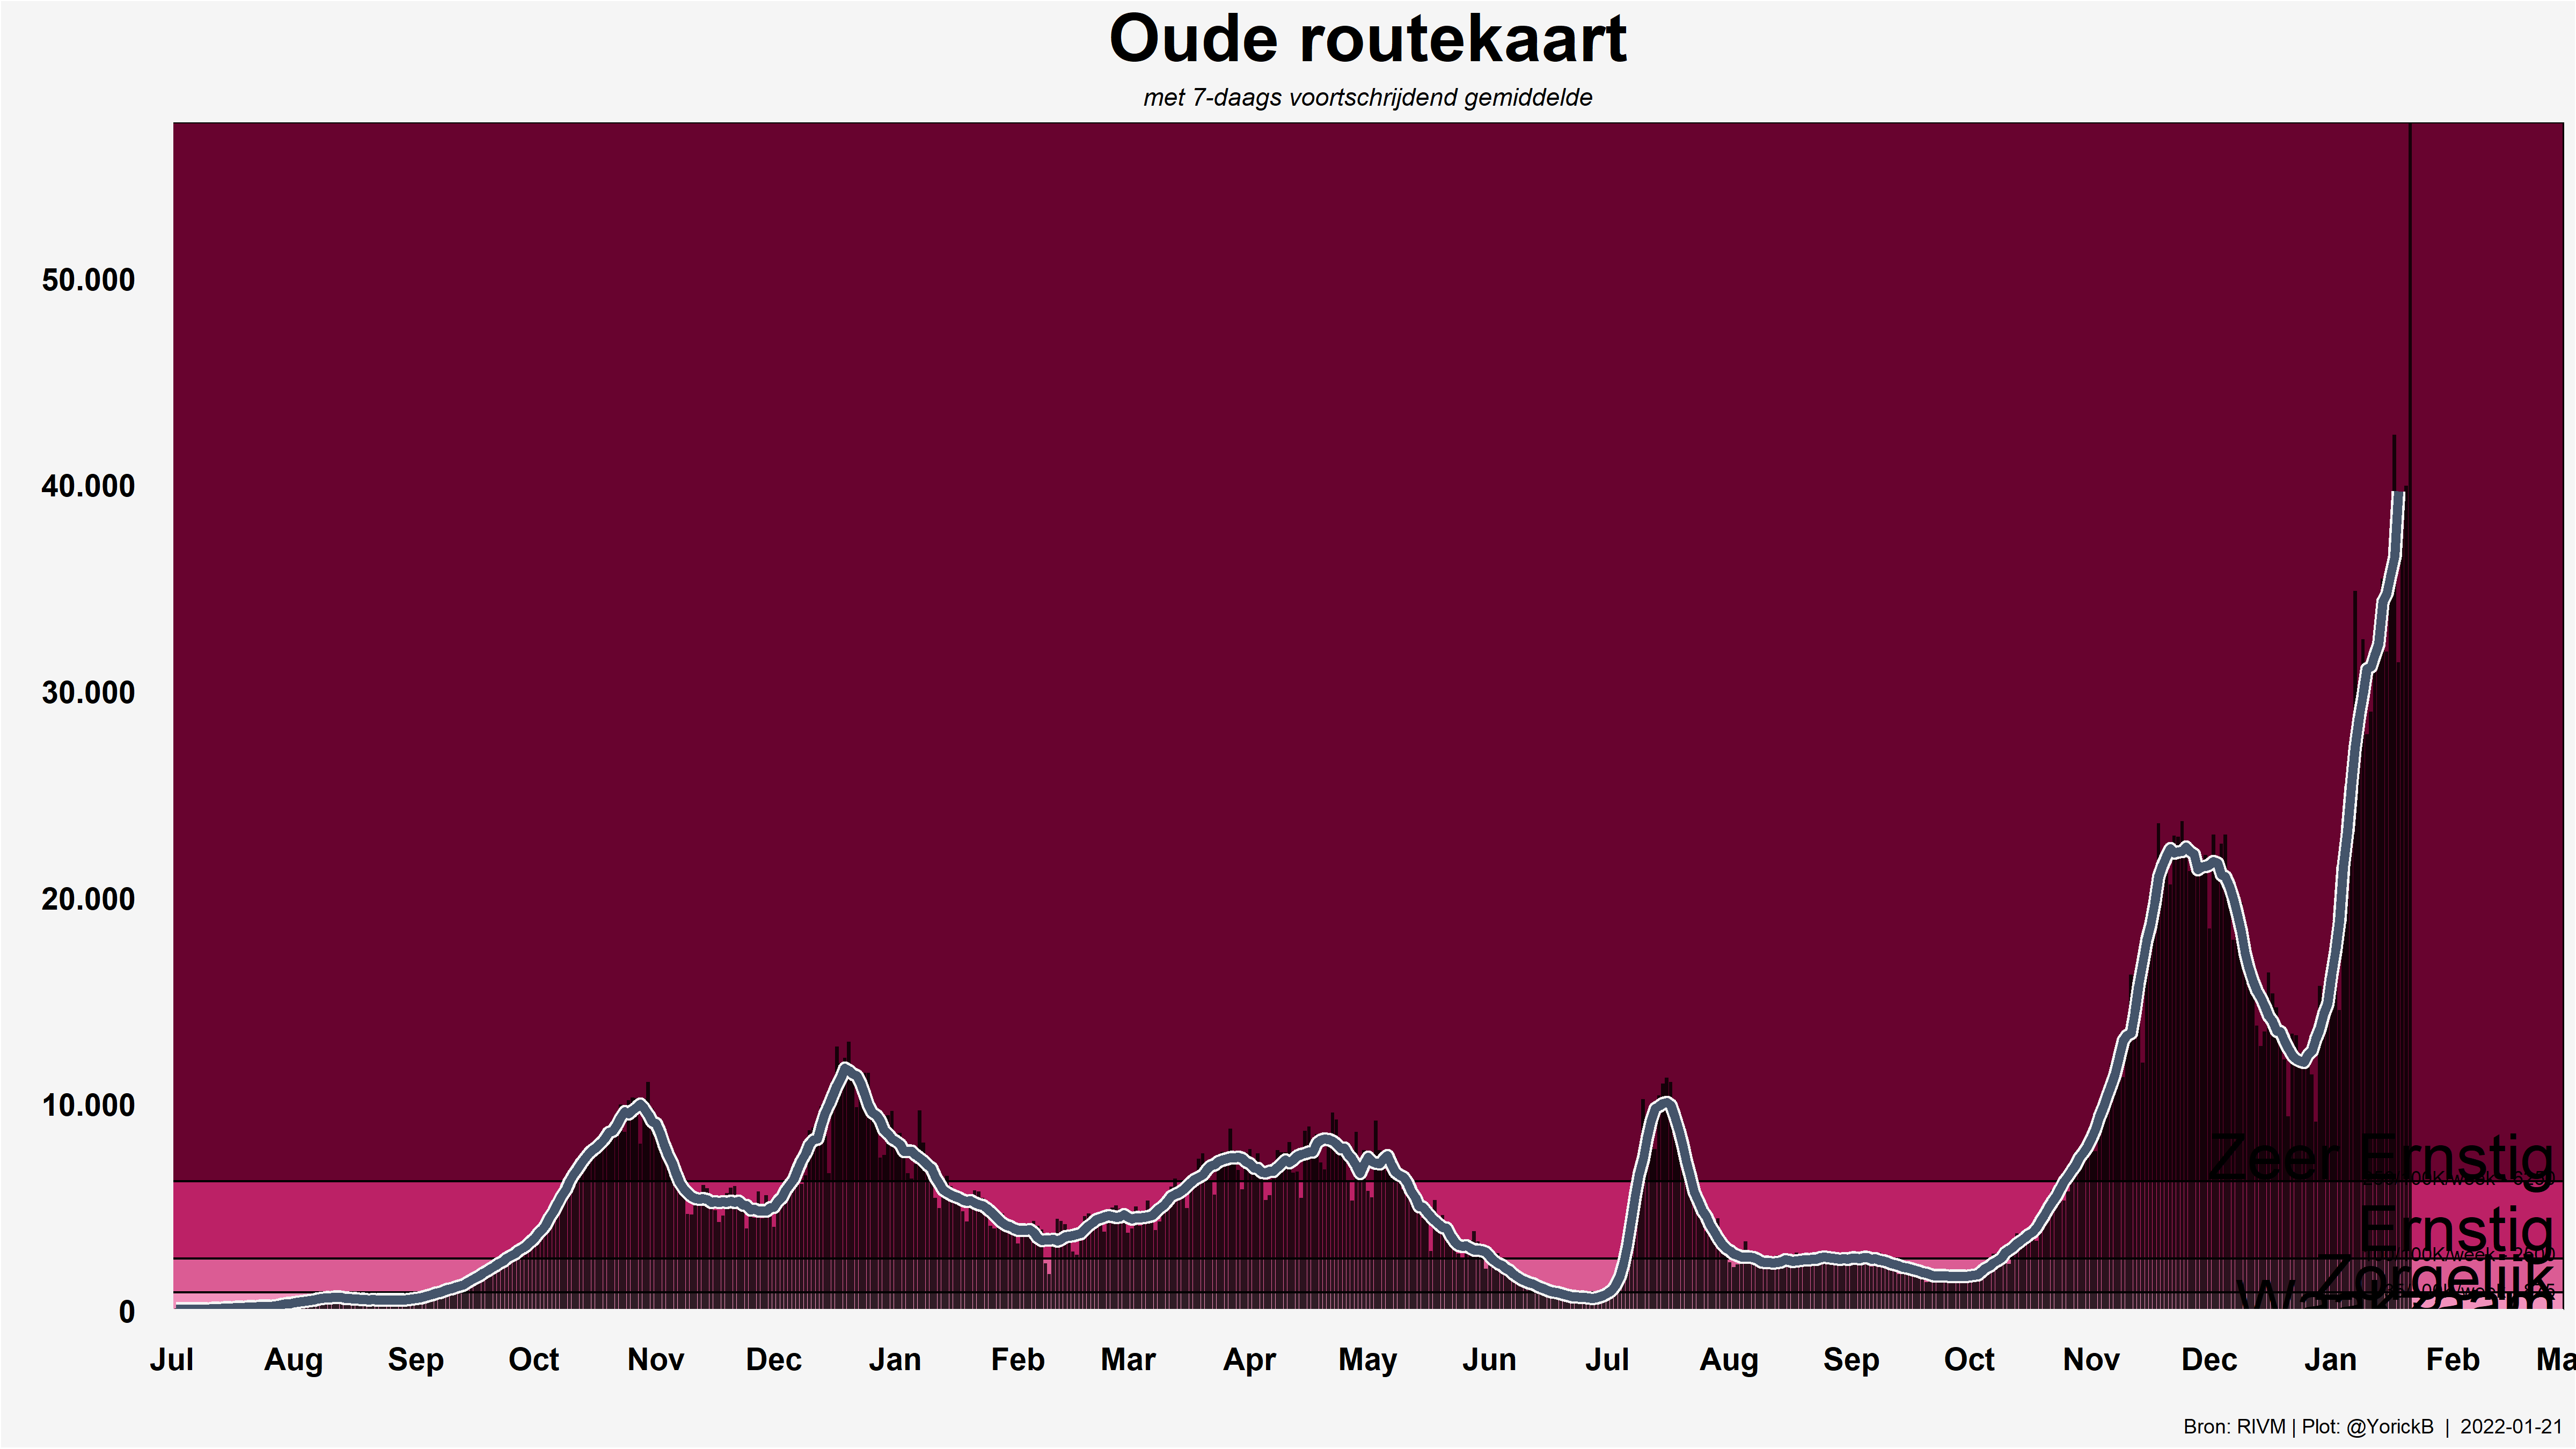 Oude routekaart
met 7-daags voortschrijdend gemiddelde
50.000
40.000
30.000
20.000
10.000
0
Zeer Ernstig
Ernstig
Zorgelijk
Waakzaam
Jul Aug Sep Oct Nov Dec Jan Feb Mar Apr May Jun Jul Aug Sep Oct Nov Dec Jan Feb Ma
Bron: RIVM | Plot: @YorickB | 2022-01-21